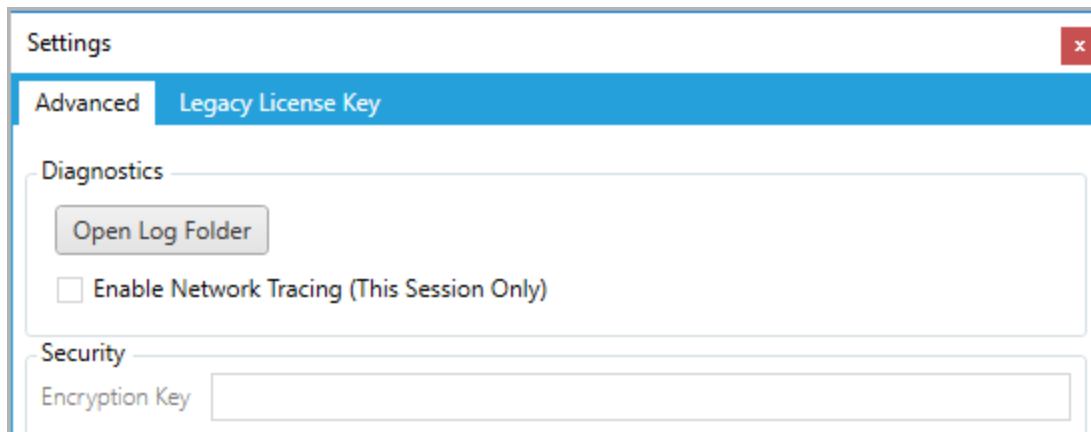 Settings
x
Advanced Legacy License Key
Diagnostics
Open Log Folder
Enable Network Tracing (This Session Only)
Security
Encryption Key